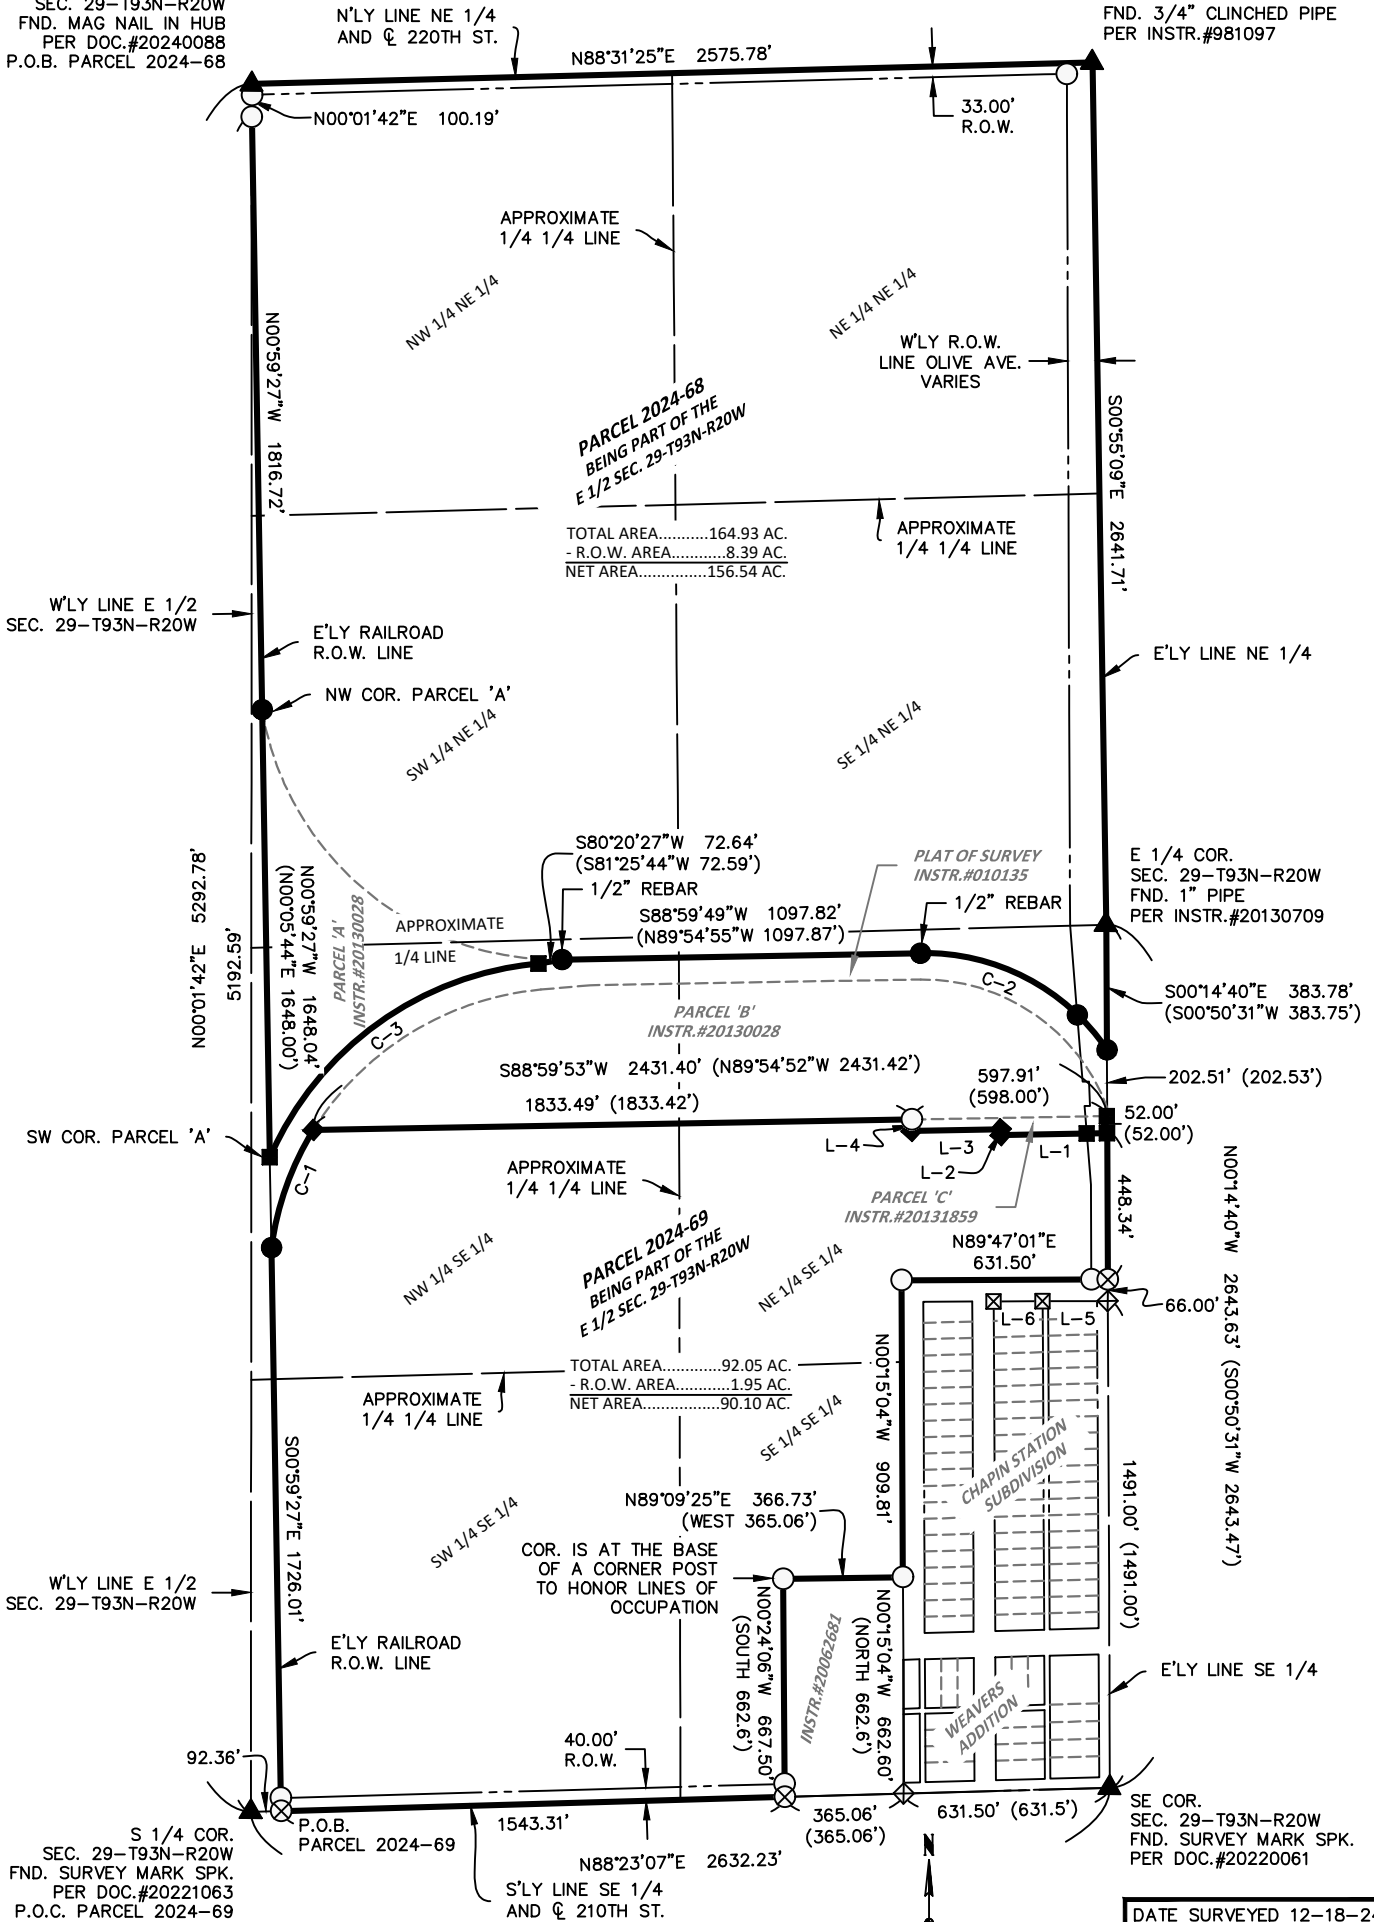 SEC. 29-T93N-R20W
FND. MAG NAIL IN HUB
PER DOC.#20240088
P.O.B. PARCEL 2024-68
N'LY LINE NE 1/4
AND ℄ 220TH ST.
N88°31'25"E 2575.78'
FND. 3/4" CLINCHED PIPE
PER INSTR.#981097
N00°01'42"E 100.19'
33.00'
R.O.W.
APPROXIMATE
1/4 1/4 LINE
NW 1/4 NE 1/4
NE 1/4 NE 1/4
W'LY R.O.W.
LINE OLIVE AVE.
VARIES
N00°59'27"W 1816.72'
S00°55'09"E 2641.71'
PARCEL 2024-68
BEING PART OF THE
E 1/2 SEC. 29-T93N-R20W
TOTAL AREA...........164.93 AC.
- R.O.W. AREA...........8.39 AC.
NET AREA...............156.54 AC.
APPROXIMATE
1/4 1/4 LINE
W'LY LINE E 1/2
SEC. 29-T93N-R20W
E'LY RAILROAD
R.O.W. LINE
E'LY LINE NE 1/4
NW COR. PARCEL 'A'
SW 1/4 NE 1/4
SE 1/4 NE 1/4
S80°20'27"W 72.64'
(S81°25'44"W 72.59')
1/2" REBAR
PLAT OF SURVEY
INSTR.#010135
1/2" REBAR
E 1/4 COR.
SEC. 29-T93N-R20W
FND. 1" PIPE
PER INSTR.#20130709
S88°59'49"W 1097.82'
(N89°54'55"W 1097.87')
APPROXIMATE
1/4 LINE
N00°01'42"E 5292.78'
5192.59'
N00°59'27"W 1648.04'
(N00°05'44"E 1648.00')
PARCEL 'A'
INSTR.#20130028
C-3
C-2
PARCEL 'B'
INSTR.#20130028
S00°14'40"E 383.78'
(S00°50'31"W 383.75')
S88°59'53"W 2431.40' (N89°54'52"W 2431.42')
1833.49' (1833.42')
597.91'
(598.00')
202.51' (202.53')
52.00'
(52.00')
SW COR. PARCEL 'A'
C-1
L-4
L-3
L-2
L-1
APPROXIMATE
1/4 1/4 LINE
PARCEL 'C'
INSTR.#20131859
448.34'
N00°14'40"W 2643.63' (S00°50'31"W 2643.47')
N89°47'01"E
631.50'
66.00'
NW 1/4 SE 1/4
PARCEL 2024-69
BEING PART OF THE
E 1/2 SEC. 29-T93N-R20W
NE 1/4 SE 1/4
L-6
L-5
TOTAL AREA.............92.05 AC.
- R.O.W. AREA............1.95 AC.
NET AREA.................90.10 AC.
APPROXIMATE
1/4 1/4 LINE
N00°15'04"W 909.81'
SE 1/4 SE 1/4
CHAPIN STATION
SUBDIVISION
1491.00' (1491.00')
S00°59'27"E 1726.01'
SW 1/4 SE 1/4
N89°09'25"E 366.73'
(WEST 365.06')
COR. IS AT THE BASE
OF A CORNER POST
TO HONOR LINES OF
OCCUPATION
W'LY LINE E 1/2
SEC. 29-T93N-R20W
E'LY RAILROAD
R.O.W. LINE
N00°24'06"W 667.50'
(SOUTH 662.6')
INSTR.#20062681
N00°15'04"W 662.60'
(NORTH 662.6')
WEAVERS
ADDITION
E'LY LINE SE 1/4
92.36'
40.00'
R.O.W.
P.O.B.
PARCEL 2024-69
1543.31'
365.06'
(365.06')
631.50' (631.5')
SE COR.
SEC. 29-T93N-R20W
FND. SURVEY MARK SPK.
PER DOC.#20220061
S 1/4 COR.
SEC. 29-T93N-R20W
FND. SURVEY MARK SPK.
PER DOC.#20221063
P.O.C. PARCEL 2024-69
N88°23'07"E 2632.23'
S'LY LINE SE 1/4
AND ℄ 210TH ST.
N
DATE SURVEYED 12-18-24